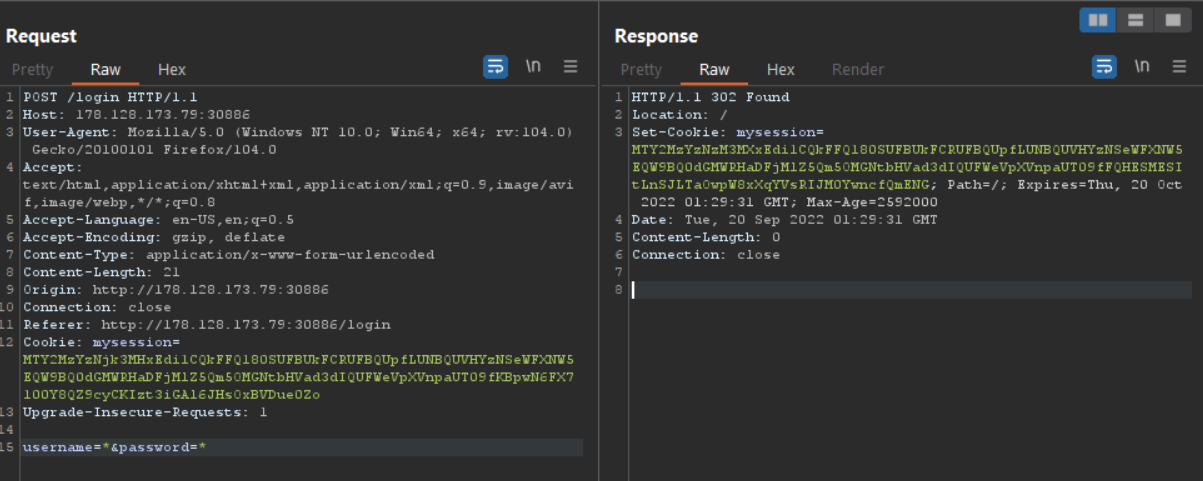 Request
Pretty Raw Hex
\n
1 POST /login HTTP/1.1
2 Host: 178.128.173.79:30886
3 User-Agent: Mozilla/5.0 (Windows NT 10.0; Win64; x64; rv:104.0)
Gecko/20100101 Firefox/104.0
4 Accept:
text/html,application/xhtml+xml,application/xml;q=0.9,image/avi
f,image/webp,*/*;q=0.8
5 Accept-Language: en-US,en;q=0.5
6 Accept-Encoding: gzip, deflate
7 Content-Type: application/x-www-form-urlencoded
8 Content-Length: 21
9 Origin: http://178.128.173.79:30886
10 Connection: close
11 Referer: http://178.128.173.79:30886/login
12 Cookie: mysession=
13 Upgrade-Insecure-Requests: 1
14
15 username=*&password=*
Response
Pretty Raw Hex Render
\n
1 HTTP/1.1 302 Found
2 Location: /
3 Set-Cookie: mysession=
; Path=/; Expires=Thu, 20 Oct
2022 01:29:31 GMT; Max-Age=2592000
4 Date: Tue, 20 Sep 2022 01:29:31 GMT
5 Content-Length: 0
6 Connection: close
7
8